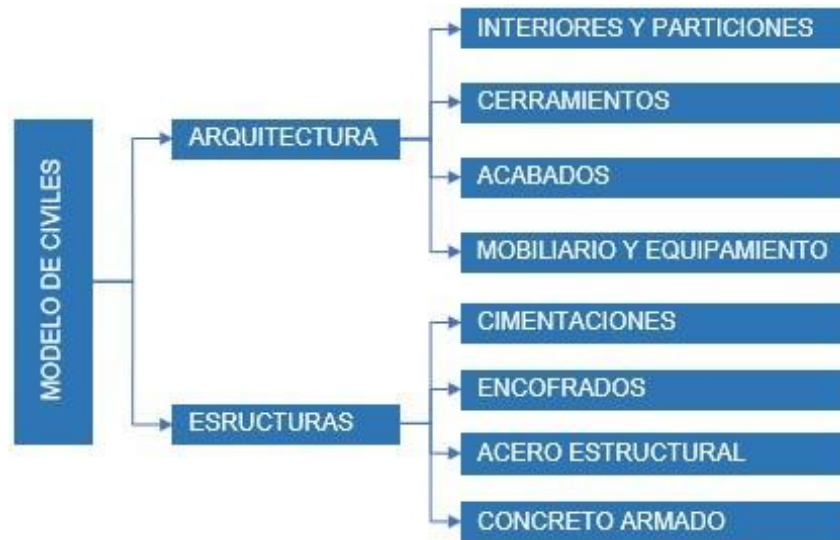 MODELO DE CIVILES
ARQUITECTURA
INTERIORES Y PARTICIONES
CERRAMIENTOS
ACABADOS
MOBILIARIO Y EQUIPAMIENTO
ESRUCTURAS
CIMENTACIONES
ENCOFRADOS
ACERO ESTRUCTURAL
CONCRETO ARMADO